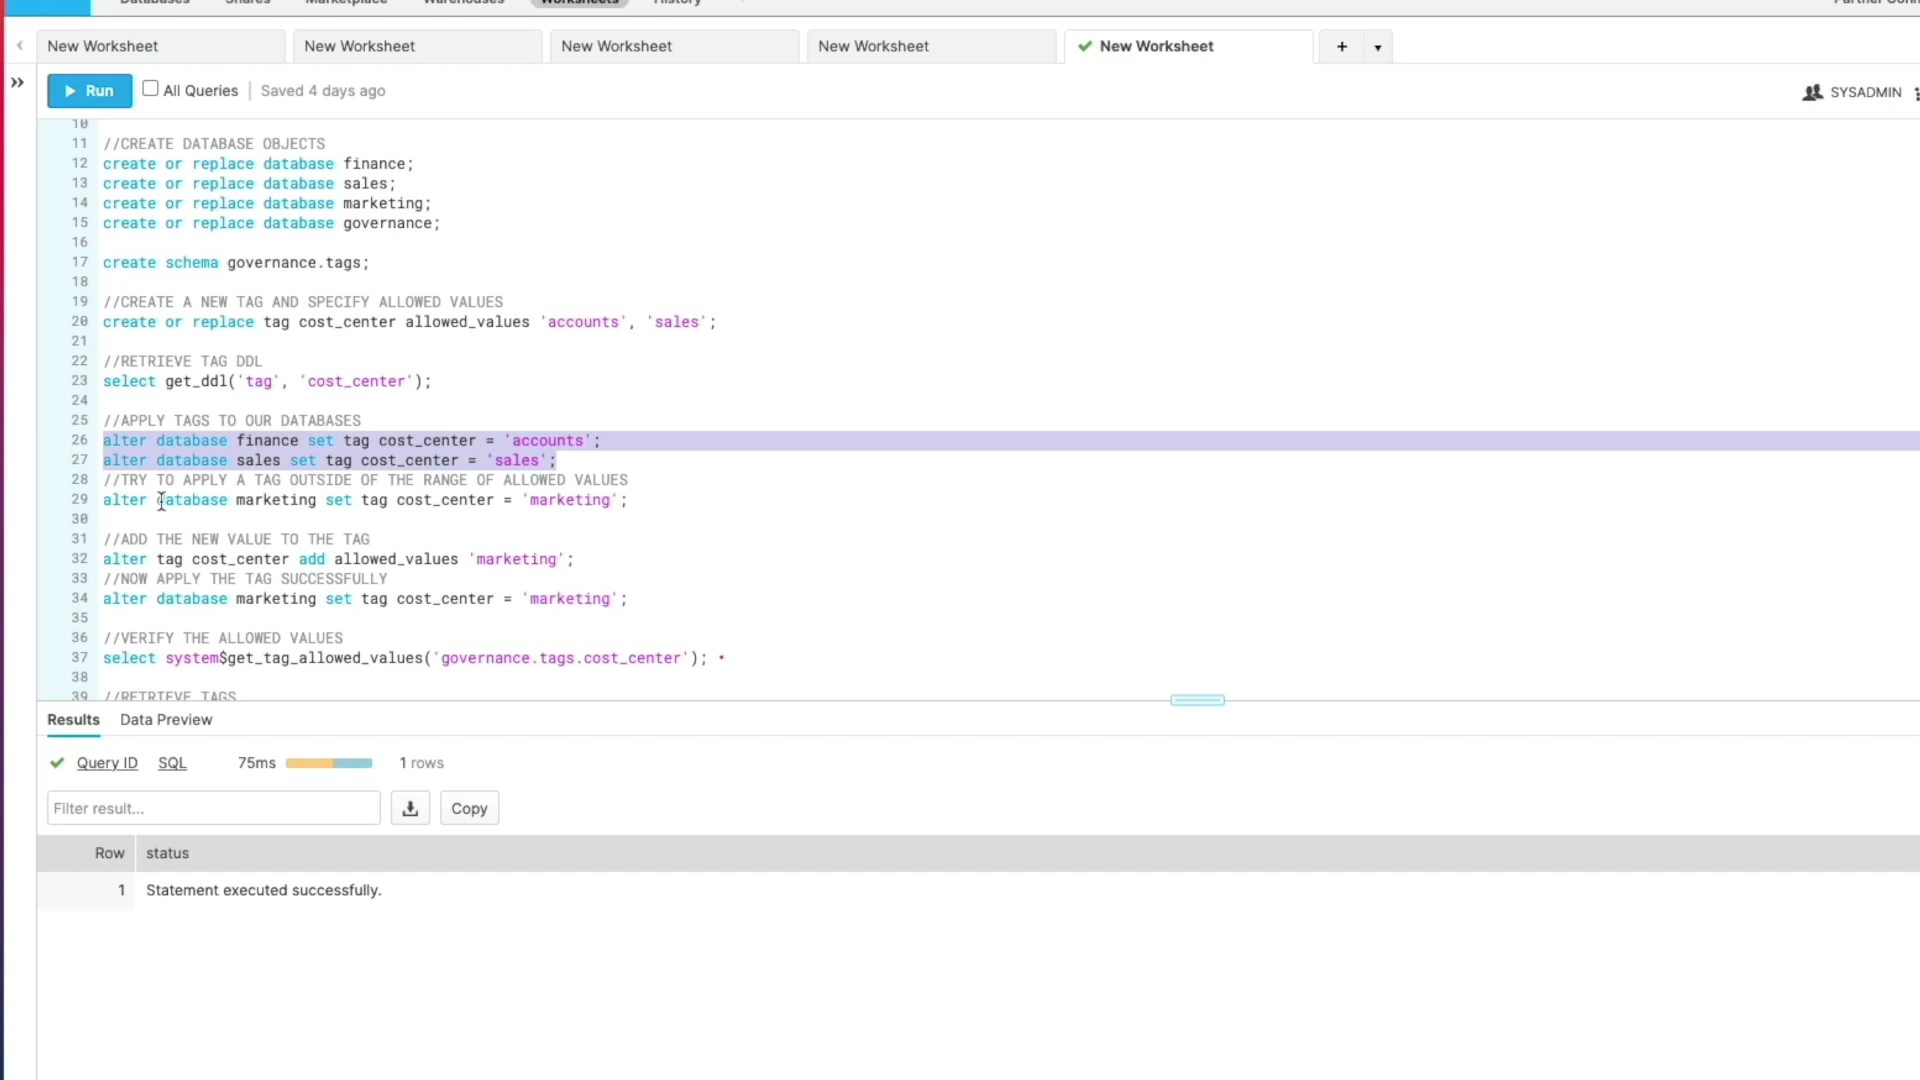 Databases Shares Marketplace Warehouses Worksheets History
New Worksheet New Worksheet New Worksheet New Worksheet New Worksheet + ▾
Run All Queries Saved 4 days ago SYSADMIN
10
11 //CREATE DATABASE OBJECTS
12 create or replace database finance;
13 create or replace database sales;
14 create or replace database marketing;
15 create or replace database governance;
16
17 create schema governance.tags;
18
19 //CREATE A NEW TAG AND SPECIFY ALLOWED VALUES
20 create or replace tag cost_center allowed_values 'accounts', 'sales';
21
22 //RETRIEVE TAG DDL
23 select get_ddl('tag', 'cost_center');
24
25 //APPLY TAGS TO OUR DATABASES
26 alter database finance set tag cost_center = 'accounts';
27 alter database sales set tag cost_center = 'sales';
28 //TRY TO APPLY A TAG OUTSIDE OF THE RANGE OF ALLOWED VALUES
29 alter database marketing set tag cost_center = 'marketing';
30
31 //ADD THE NEW VALUE TO THE TAG
32 alter tag cost_center add allowed_values 'marketing';
33 //NOW APPLY THE TAG SUCCESSFULLY
34 alter database marketing set tag cost_center = 'marketing';
35
36 //VERIFY THE ALLOWED VALUES
37 select system$get_tag_allowed_values('governance.tags.cost_center');
38
39 //RETRIEVE TAGS
Results Data Preview
Query ID SQL 75ms 1 rows
Filter result... Copy
Row status
1 Statement executed successfully.